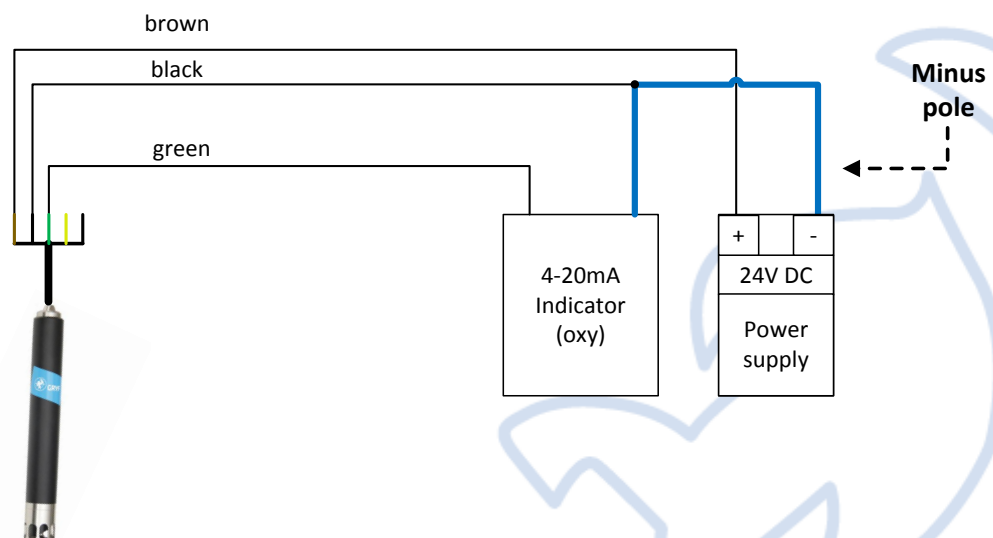 brown
black
green
Minus
pole
+
-
24V DC
Power
supply
4-20mA
Indicator
(oxy)